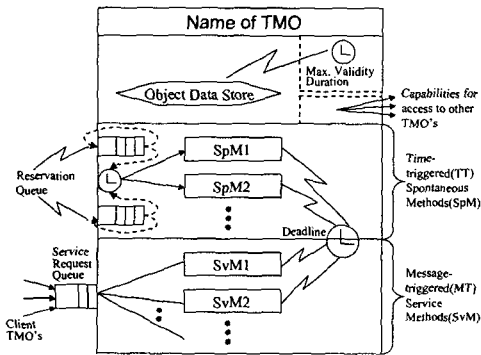 Name of TMO
Max. Validity
Duration
Object Data Store
Capabilities for
access to other
TMO's
Reservation
Queue
SpM1
SpM2
Time-
triggered(TT)
Spontaneous
Methods(SpM)
Deadline
Service
Request
Queue
SvM1
SvM2
Client
TMO's
Message-
triggered(MT)
Service
Methods(SvM)